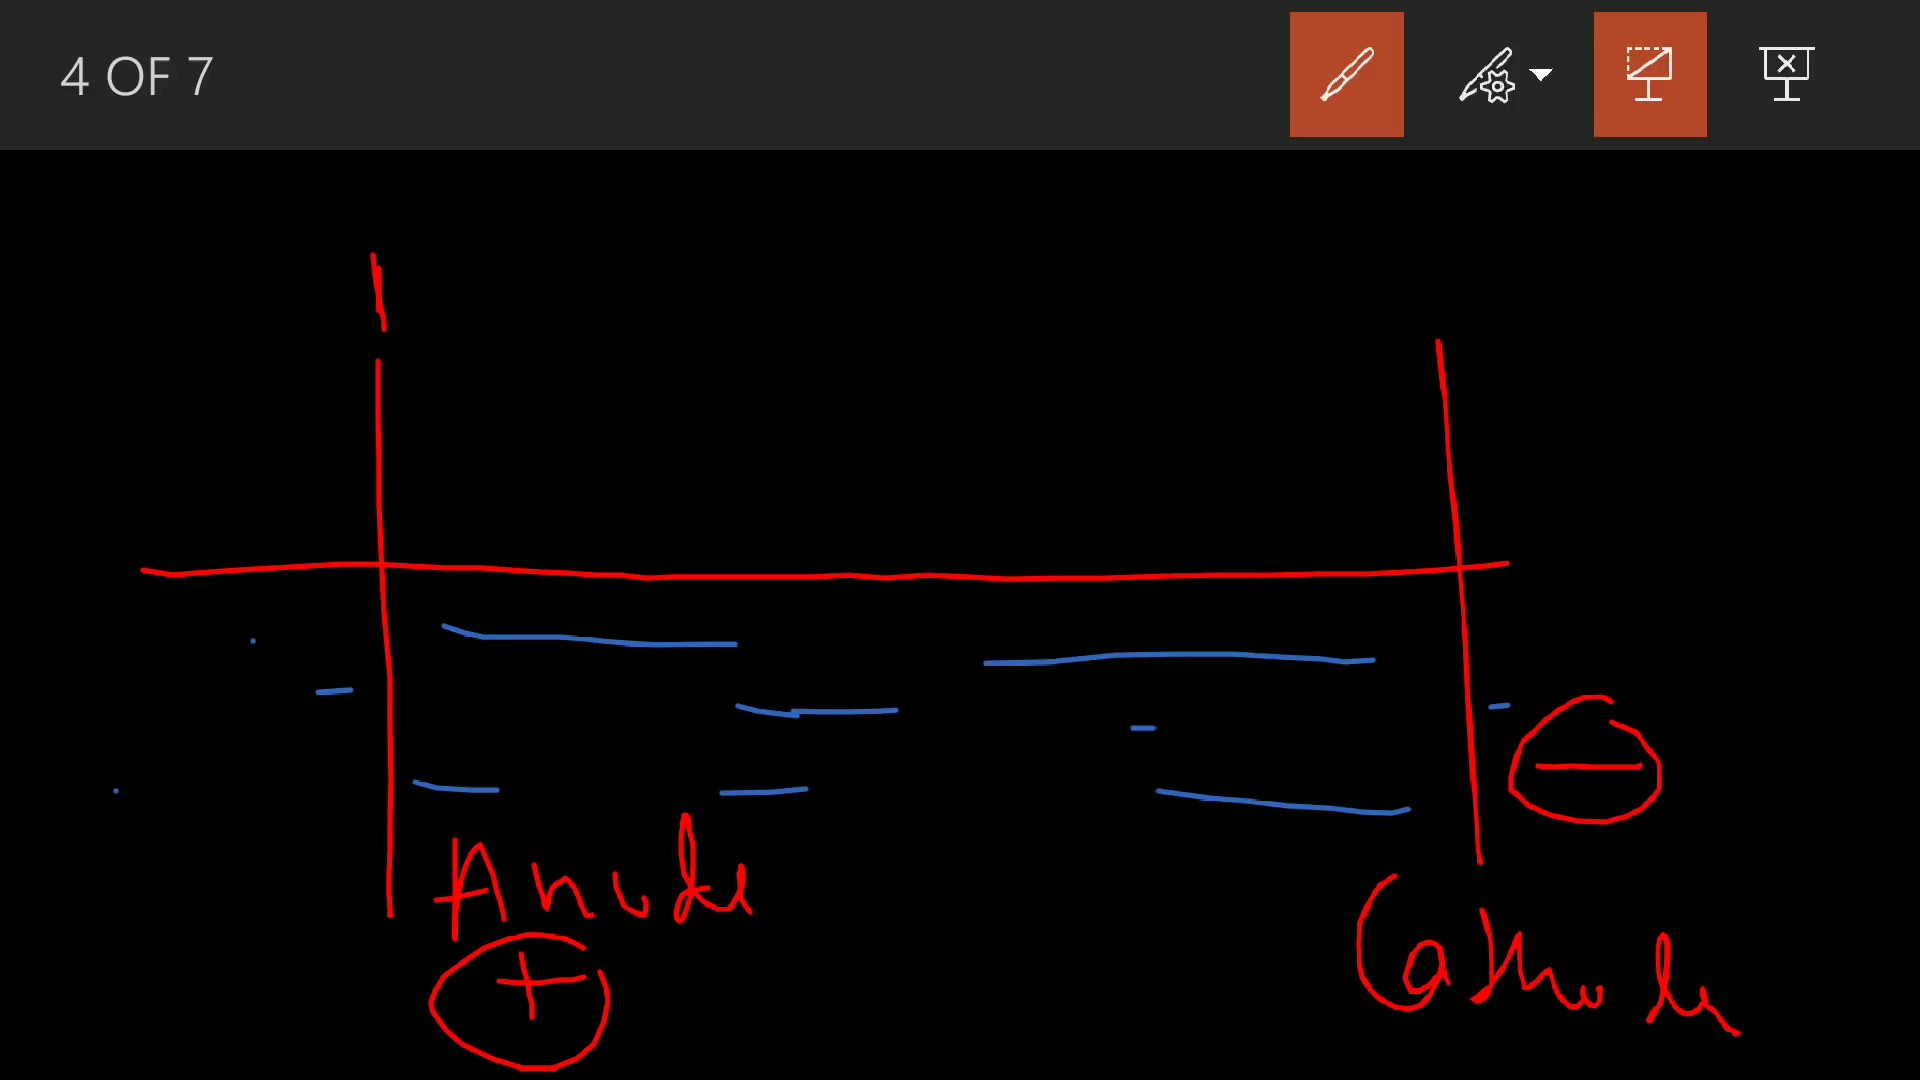 4 OF 7
Anode
+
−
Cathode